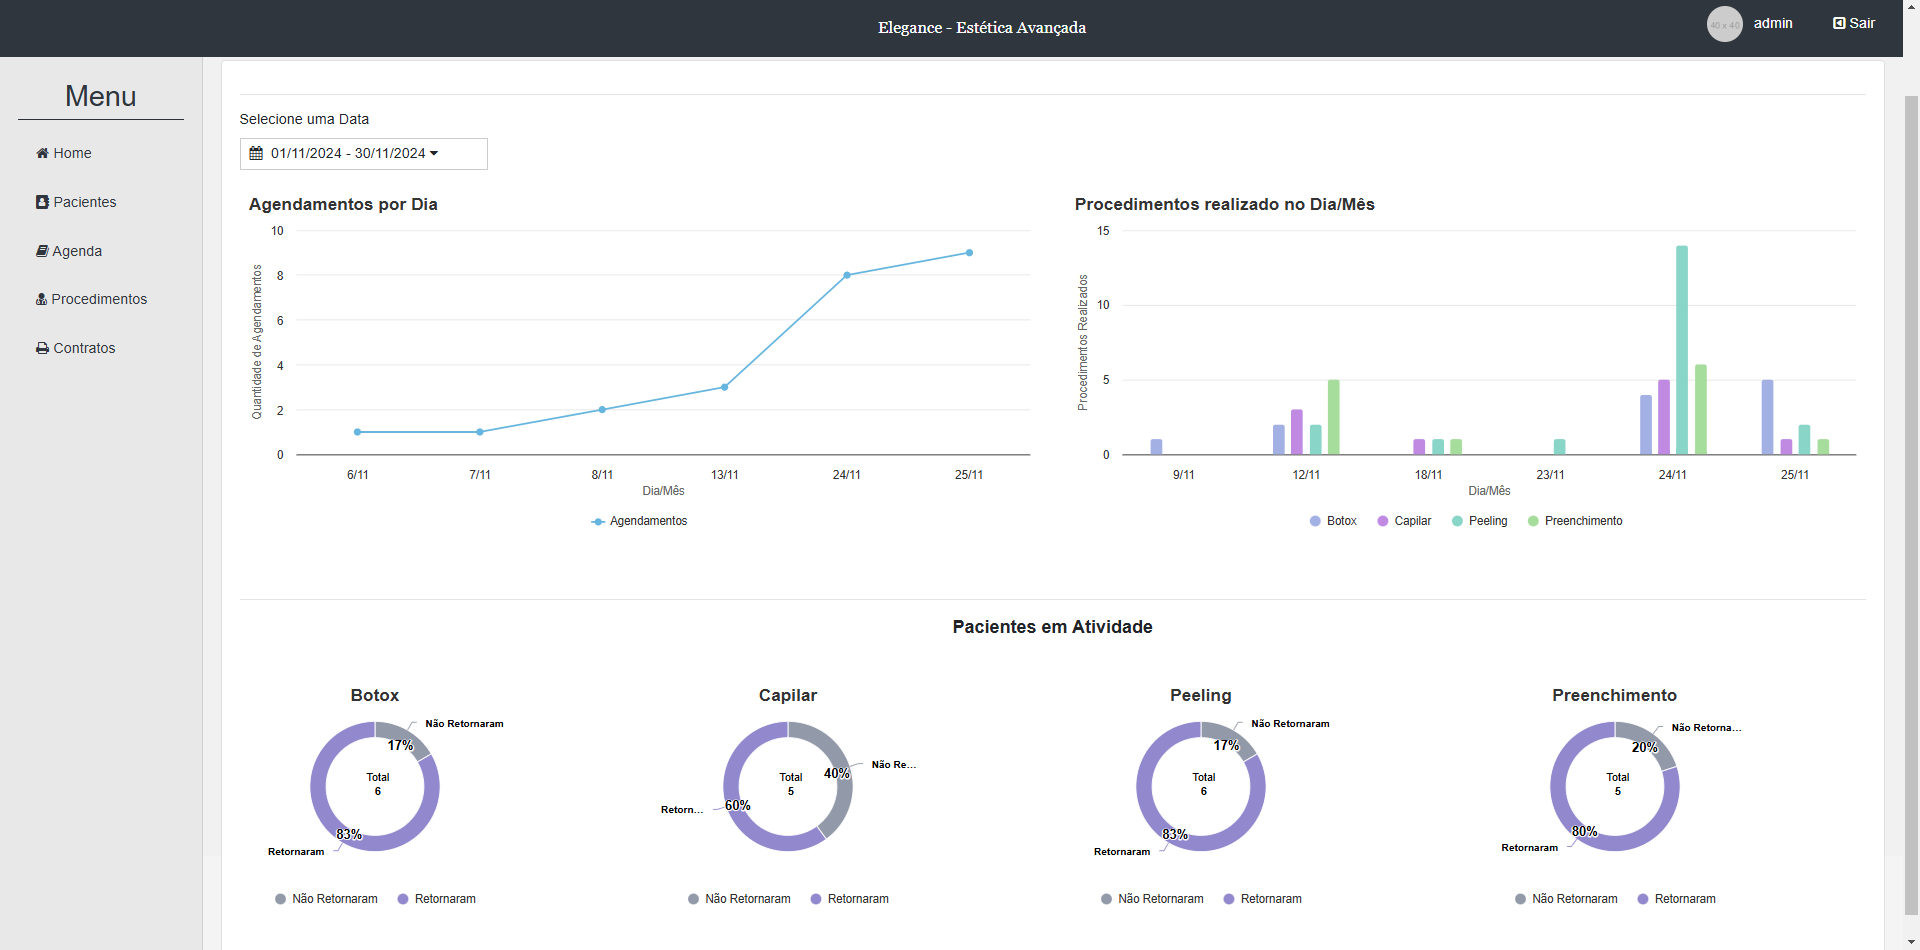 Elegance - Estética Avançada
40 x 40
admin
Sair
Menu
Home
Pacientes
Agenda
Procedimentos
Contratos
Selecione uma Data
01/11/2024 - 30/11/2024
Agendamentos por Dia
Quantidade de Agendamentos
10
8
6
4
2
0
6/11 7/11 8/11 13/11 24/11 25/11
Dia/Mês
Agendamentos
Procedimentos realizado no Dia/Mês
Procedimentos Realizados
15
10
5
0
9/11 12/11 18/11 23/11 24/11 25/11
Dia/Mês
Botox Capilar Peeling Preenchimento
Pacientes em Atividade
Botox
Não Retornaram
17%
Total
6
83%
Retornaram
Não Retornaram Retornaram
Capilar
Não Re...
40%
Total
5
60%
Retorn...
Não Retornaram Retornaram
Peeling
Não Retornaram
17%
Total
6
83%
Retornaram
Não Retornaram Retornaram
Preenchimento
Não Retorna...
20%
Total
5
80%
Retornaram
Não Retornaram Retornaram